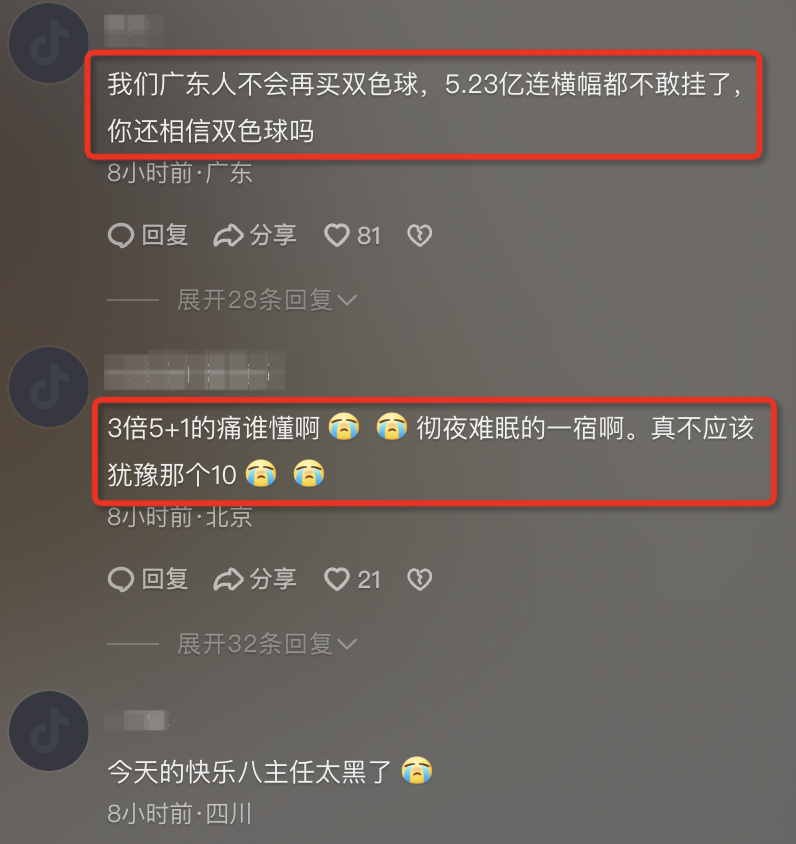 我们广东人不会再买双色球，5.23亿连横幅都不敢挂了，
你还相信双色球吗
8小时前·广东
回复 分享 81
展开28条回复
3倍5+1的痛谁懂啊😭 😭彻夜难眠的一宿啊。真不应该
犹豫那个10😭 😭
8小时前·北京
回复 分享 21
展开32条回复
今天的快乐八主任太黑了😭
8小时前·四川